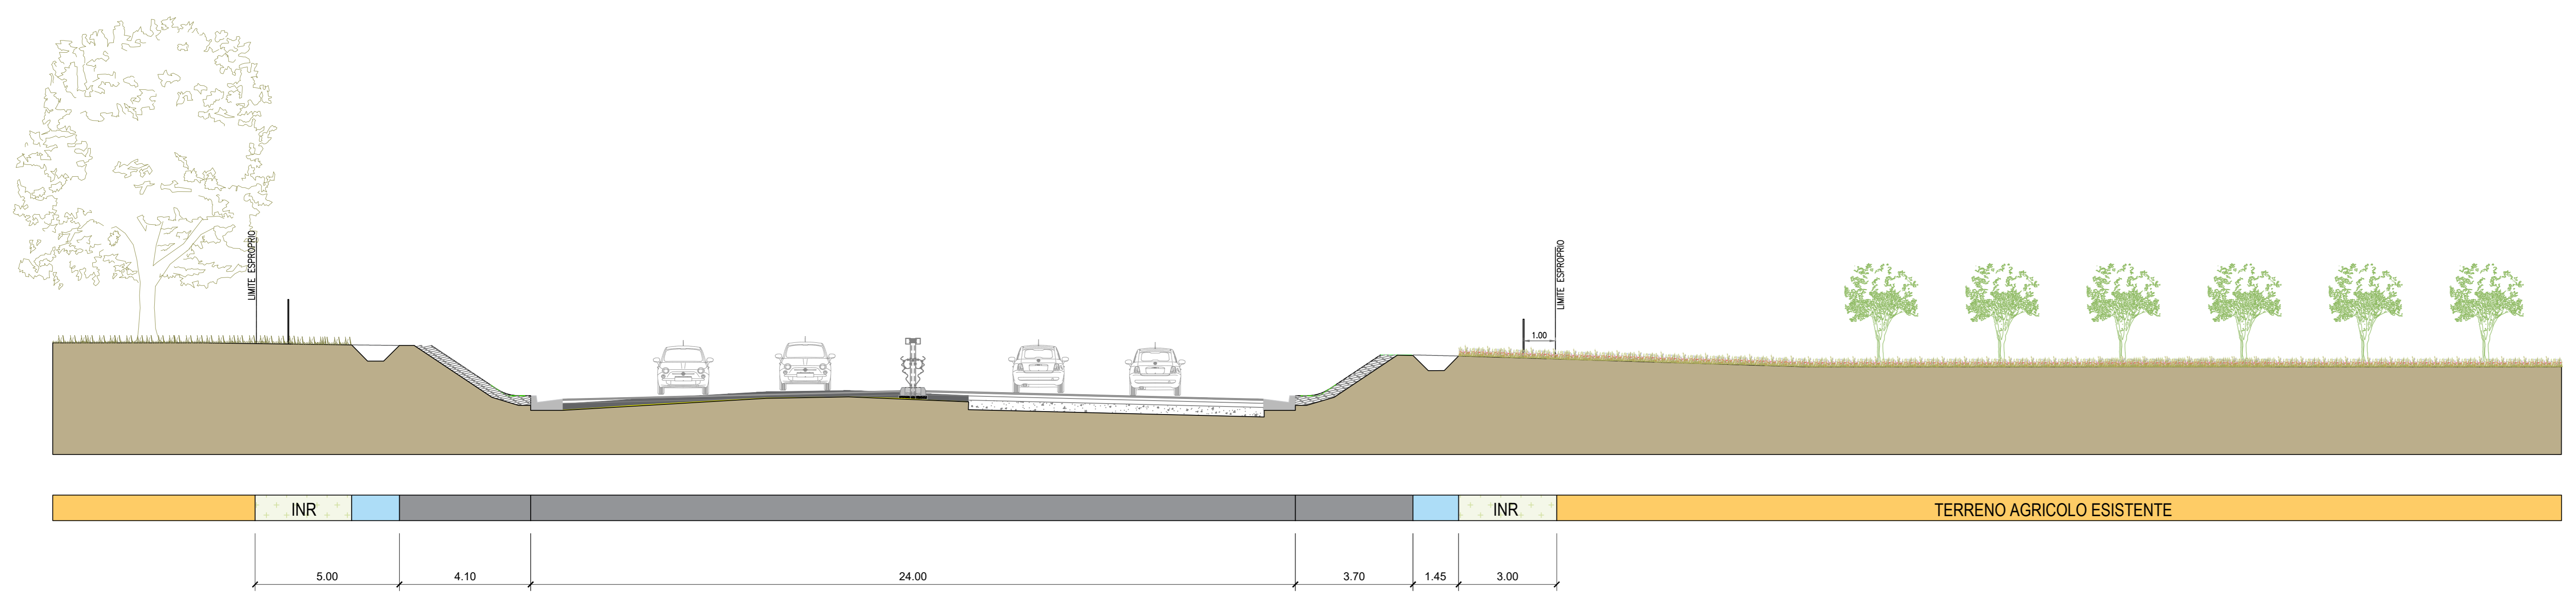 LIMITE ESPROPRIO
LIMITE ESPROPRIO
1.00
INR
INR
TERRENO AGRICOLO ESISTENTE
5.00
4.10
24.00
3.70
1.45
3.00